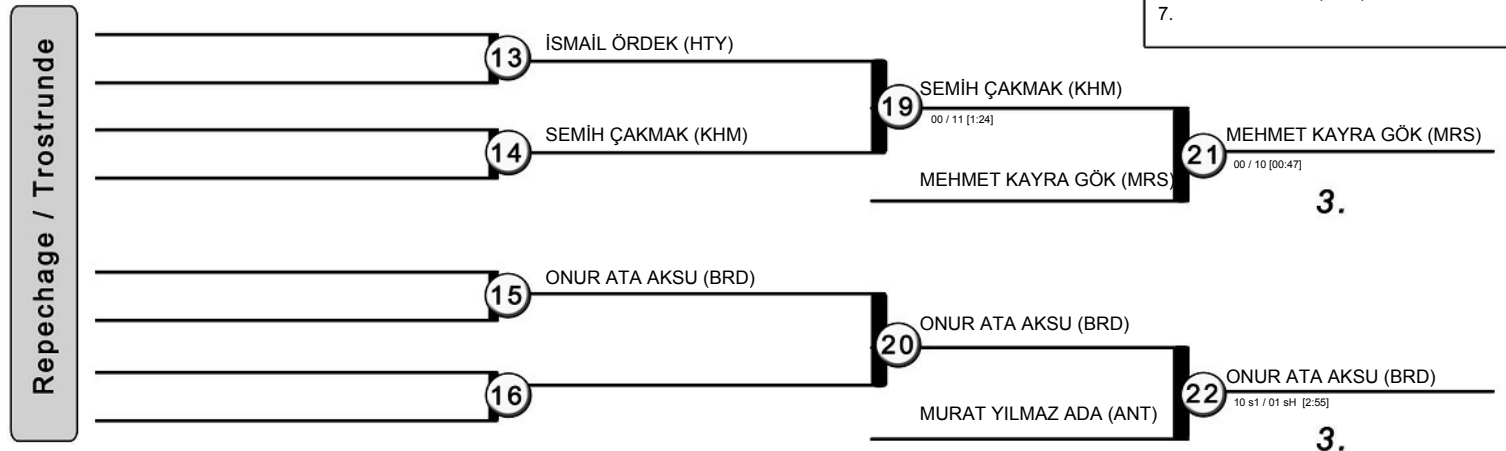 7.
Repechage / Trostrunde
13
İSMAİL ÖRDEK (HTY)
14
SEMİH ÇAKMAK (KHM)
19
SEMİH ÇAKMAK (KHM)
00 / 11 [1:24]
MEHMET KAYRA GÖK (MRS)
21
MEHMET KAYRA GÖK (MRS)
00 / 10 [00:47]
3.
15
ONUR ATA AKSU (BRD)
16
20
ONUR ATA AKSU (BRD)
MURAT YILMAZ ADA (ANT)
22
ONUR ATA AKSU (BRD)
10 s1 / 01 sH [2:55]
3.